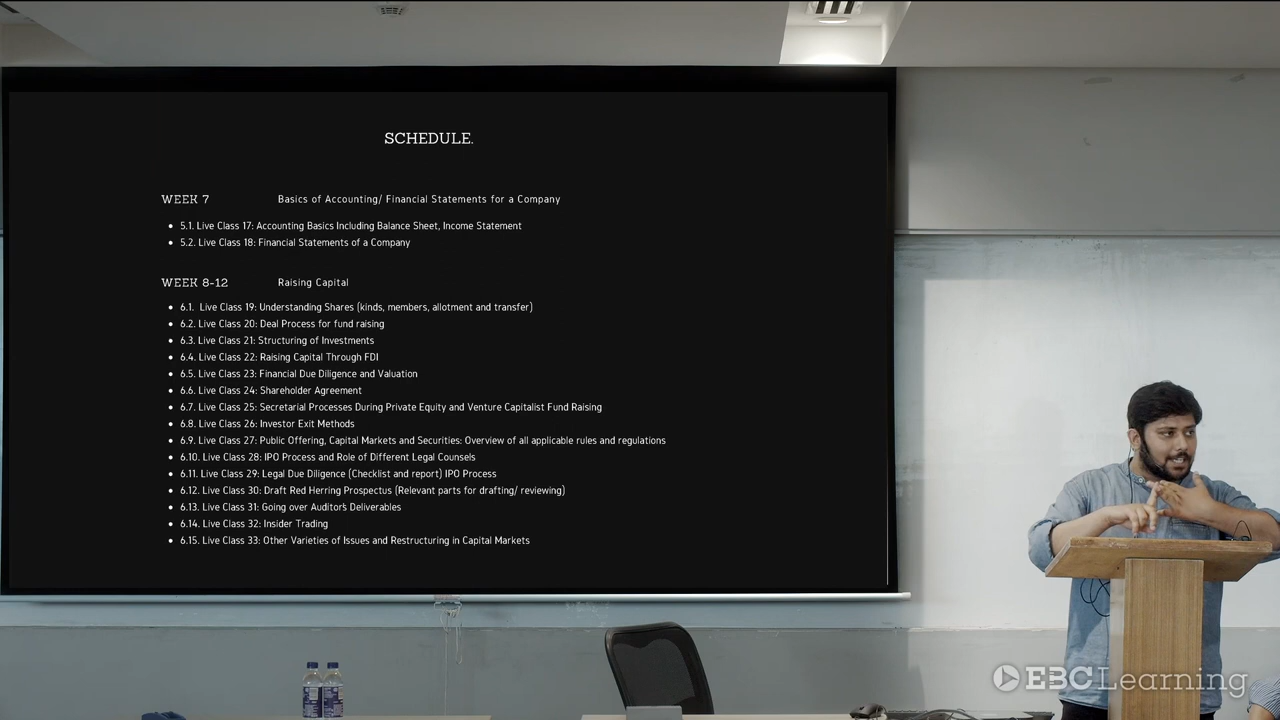 SCHEDULE.
WEEK 7 Basics of Accounting/ Financial Statements for a Company
• 5.1. Live Class 17: Accounting Basics Including Balance Sheet, Income Statement
• 5.2. Live Class 18: Financial Statements of a Company
WEEK 8-12 Raising Capital
• 6.1. Live Class 19: Understanding Shares (kinds, members, allotment and transfer)
• 6.2. Live Class 20: Deal Process for fund raising
• 6.3. Live Class 21: Structuring of Investments
• 6.4. Live Class 22: Raising Capital Through FDI
• 6.5. Live Class 23: Financial Due Diligence and Valuation
• 6.6. Live Class 24: Shareholder Agreement
• 6.7. Live Class 25: Secretarial Processes During Private Equity and Venture Capitalist Fund Raising
• 6.8. Live Class 26: Investor Exit Methods
• 6.9. Live Class 27: Public Offering, Capital Markets and Securities: Overview of all applicable rules and regulations
• 6.10. Live Class 28: IPO Process and Role of Different Legal Counsels
• 6.11. Live Class 29: Legal Due Diligence (Checklist and report) IPO Process
• 6.12. Live Class 30: Draft Red Herring Prospectus (Relevant parts for drafting/ reviewing)
• 6.13. Live Class 31: Going over Auditor's Deliverables
• 6.14. Live Class 32: Insider Trading
• 6.15. Live Class 33: Other Varieties of Issues and Restructuring in Capital Markets
EBC Learning